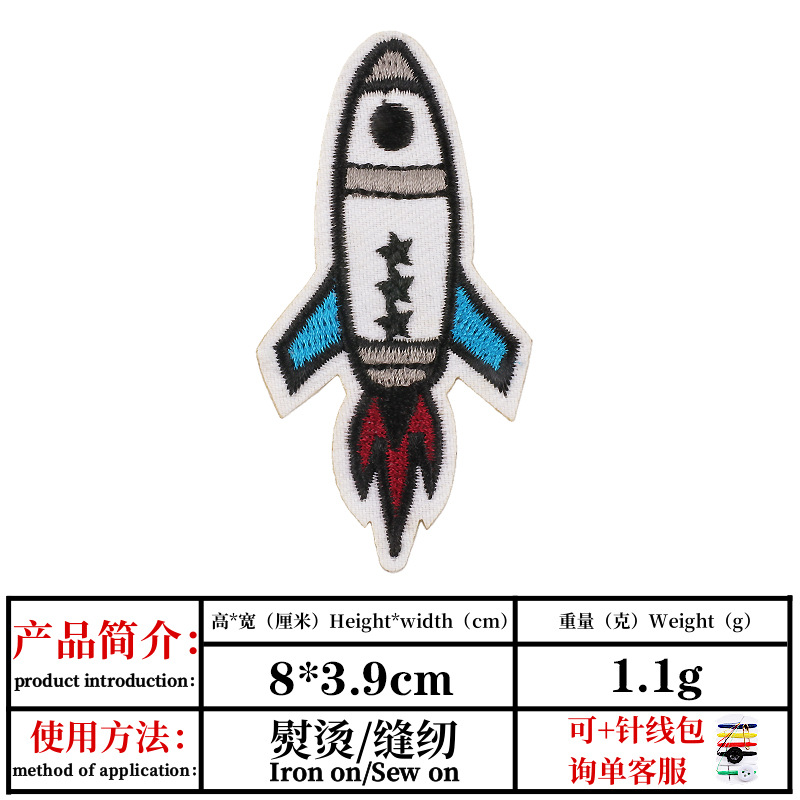 产品简介:
product introduction:
高*宽（厘米）Height*width（cm）
重量（克）Weight（g）
8*3.9cm
1.1g
使用方法:
method of application:
熨烫/缝纫
Iron on/Sew on
可+针线包
询单客服